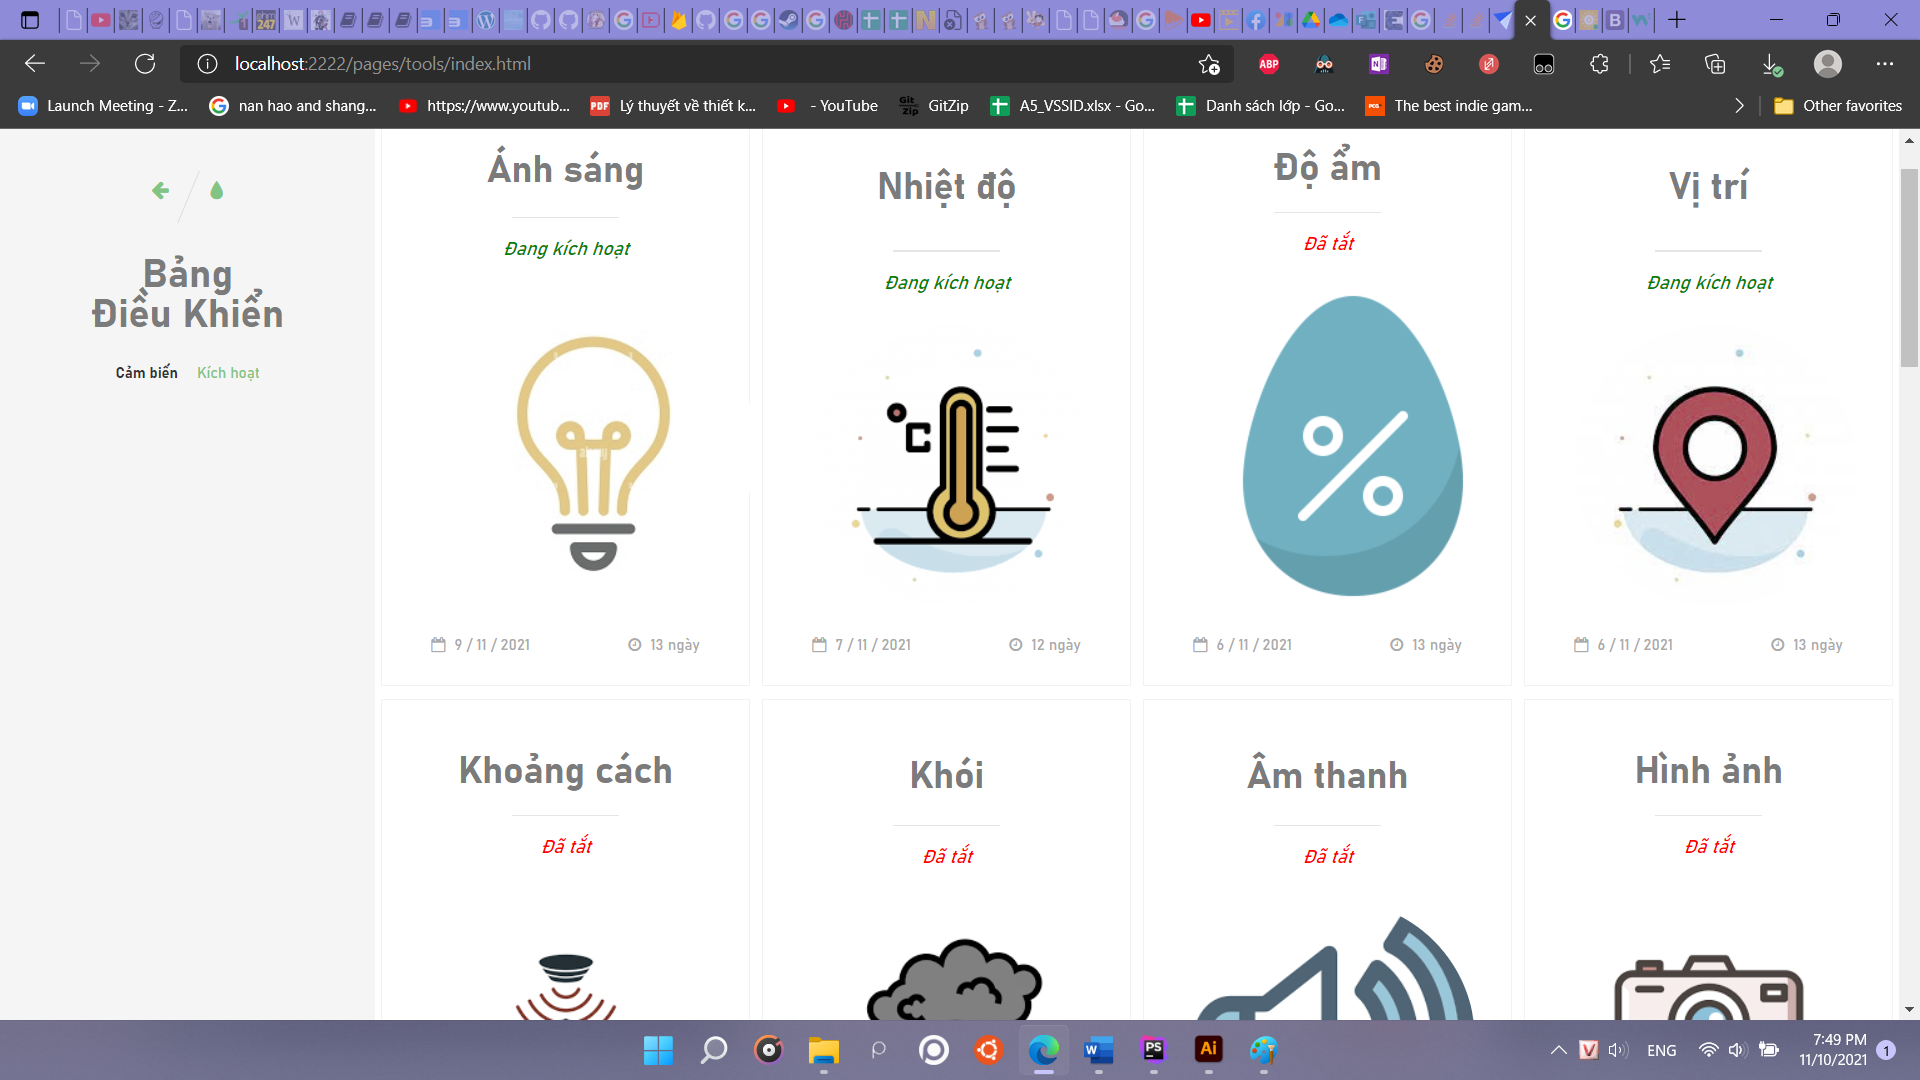 localhost:2222/pages/tools/index.html
Launch Meeting - Z...
nan hao and shang...
https://www.youtub...
Lý thuyết về thiết k...
- YouTube
GitZip
A5_VSSID.xlsx - Go...
Danh sách lớp - Go...
The best indie gam...
Other favorites
Bảng
Điều Khiển
Cảm biến Kích hoạt
Ánh sáng
Đang kích hoạt
9 / 11 / 2021 13 ngày
Nhiệt độ
Đang kích hoạt
°C
7 / 11 / 2021 12 ngày
Độ ẩm
Đã tắt
%
6 / 11 / 2021 13 ngày
Vị trí
Đang kích hoạt
6 / 11 / 2021 13 ngày
Khoảng cách
Đã tắt
Khói
Đã tắt
Âm thanh
Đã tắt
Hình ảnh
Đã tắt
ENG
7:49 PM
11/10/2021
1